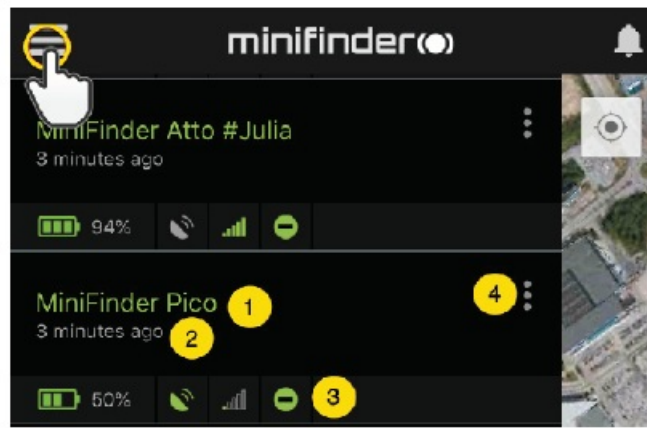 minifinder
MiniFinder Atto #Julia
3 minutes ago
94%
MiniFinder Pico 1
4
3 minutes ago 2
50%
3